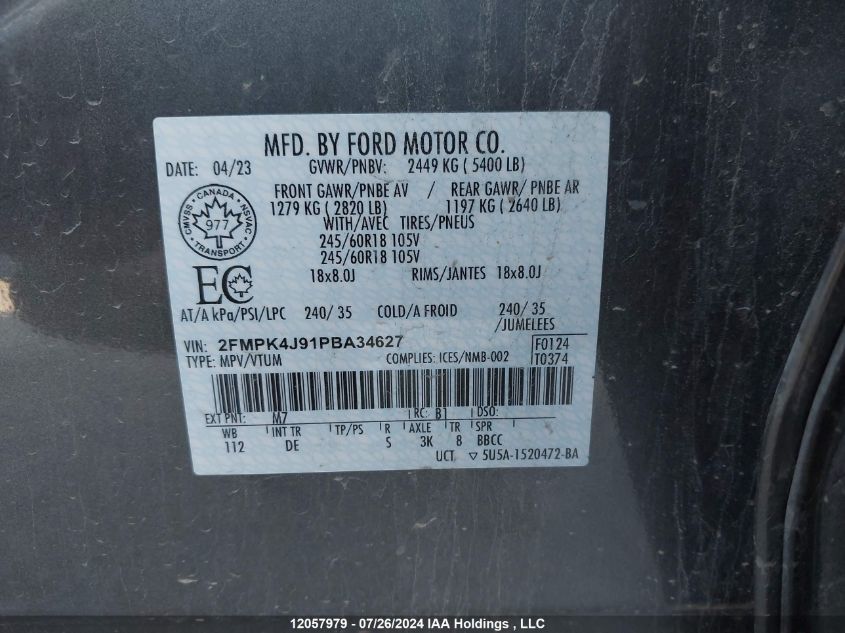 MFD. BY FORD MOTOR CO.
DATE: 04/23 GVWR/PNBV: 2449 KG ( 5400 LB)
FRONT GAWR/PNBE AV / REAR GAWR/ PNBE AR
1279 KG ( 2820 LB) 1197 KG ( 2640 LB)
WITH/AVEC TIRES/PNEUS
245/60R18 105V
245/60R18 105V
18x8.0J RIMS/JANTES 18x8.0J
CANADA
CMVSS 977 NSVAC
TRANSPORT
EC
AT/A kPa/PSI/LPC 240/ 35 COLD/A FROID 240/ 35
/JUMELEES
VIN: 2FMPK4J91PBA34627 F0124
TYPE: MPV/VTUM COMPLIES: ICES/NMB-002 T0374
EXT PNT: M7 RC: B1 DSO:
WB INT TR TP/PS R AXLE TR SPR
112 DE S 3K 8 BBCC
UCT ▽ 5U5A-1520472-BA
12057979 - 07/26/2024 IAA Holdings , LLC